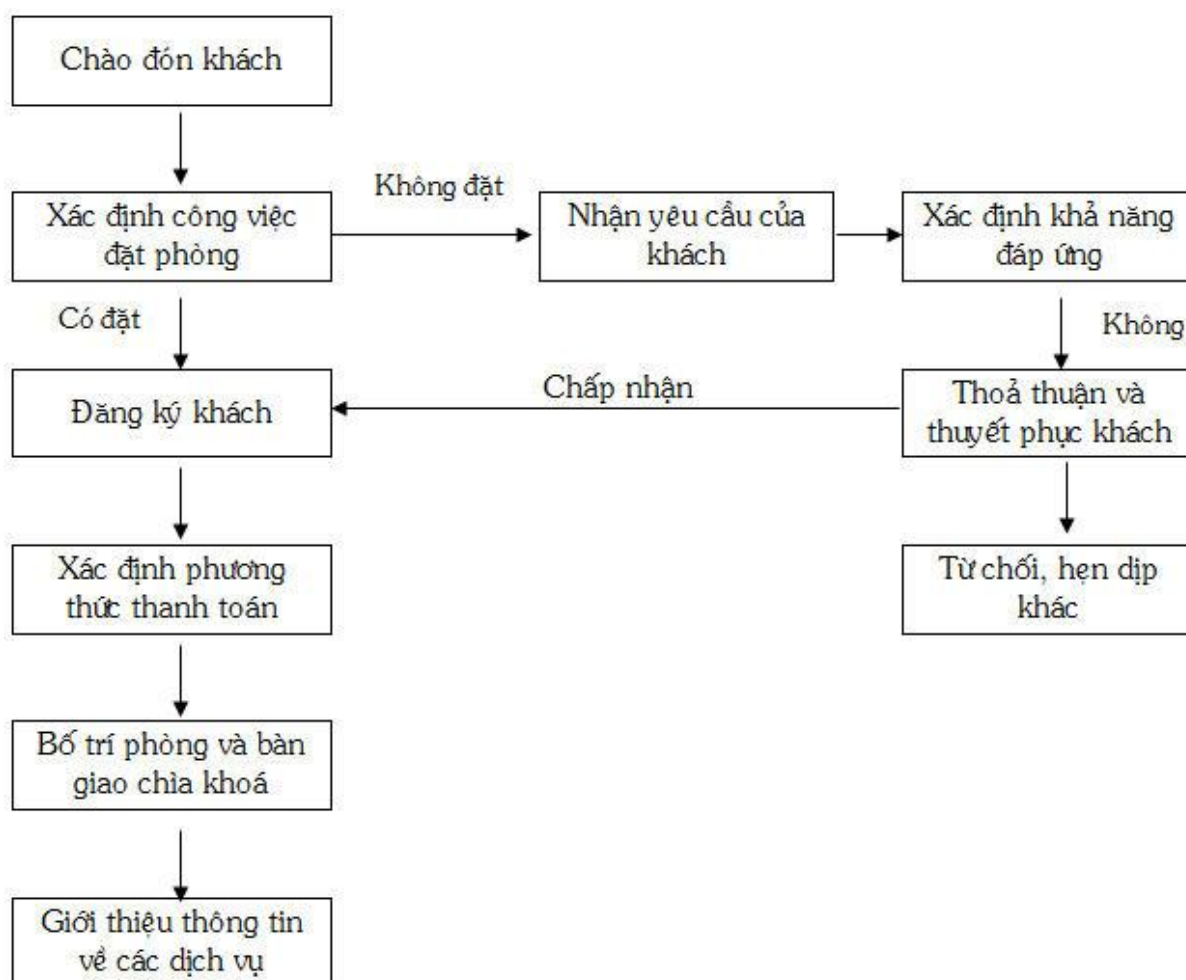 Chào đón khách
Không đặt
Xác định công việc
đặt phòng
Nhận yêu cầu của
khách
Xác định khả năng
đáp ứng
Có đặt
Không
Chấp nhận
Đăng ký khách
Thoả thuận và
thuyết phục khách
Xác định phương
thức thanh toán
Từ chối, hẹn dịp
khác
Bố trí phòng và bàn
giao chìa khoá
Giới thiệu thông tin
về các dịch vụ